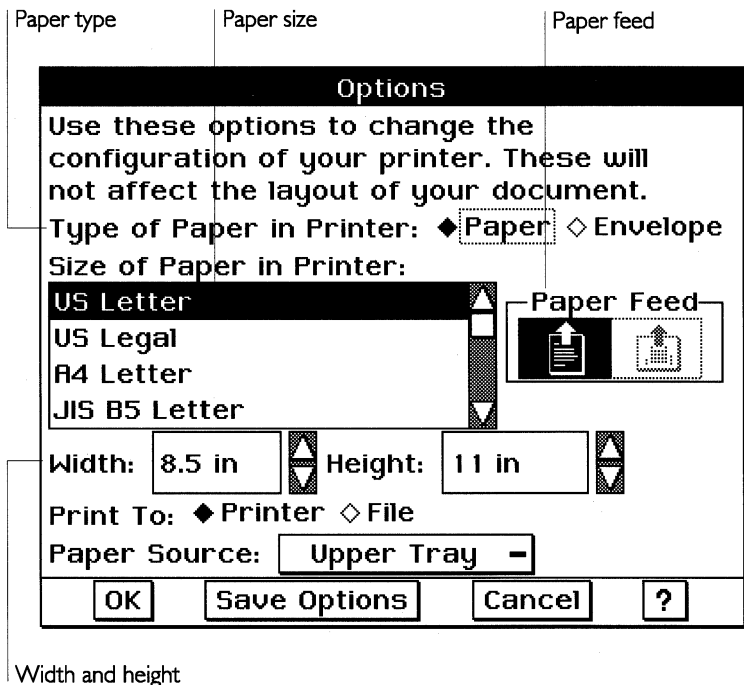 Paper type
Paper size
Paper feed
Options
Use these options to change the
configuration of your printer. These will
not affect the layout of your document.
Type of Paper in Printer: Paper Envelope
Size of Paper in Printer:
US Letter
US Legal
A4 Letter
JIS B5 Letter
Paper Feed
Width: 8.5 in Height: 11 in
Print To: Printer File
Paper Source: Upper Tray
OK Save Options Cancel ?
Width and height